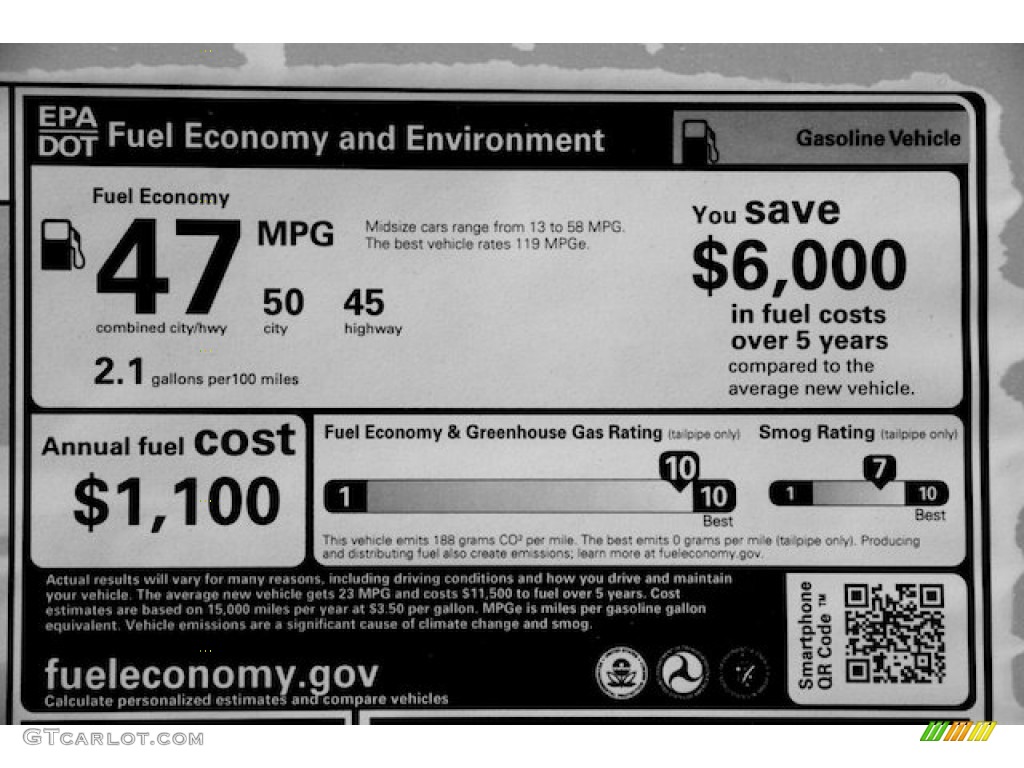 EPA
DOT
Fuel Economy and Environment
Gasoline Vehicle
Fuel Economy
47 MPG
Midsize cars range from 13 to 58 MPG.
The best vehicle rates 119 MPGe.
50 45
combined city/hwy city highway
2.1 gallons per100 miles
You save
$6,000
in fuel costs
over 5 years
compared to the
average new vehicle.
Annual fuel cost
$1,100
Fuel Economy & Greenhouse Gas Rating (tailpipe only)
10
1 10
Best
Smog Rating (tailpipe only)
7
1 10
Best
This vehicle emits 188 grams CO² per mile. The best emits 0 grams per mile (tailpipe only). Producing
and distributing fuel also create emissions; learn more at fueleconomy.gov.
Actual results will vary for many reasons, including driving conditions and how you drive and maintain
your vehicle. The average new vehicle gets 23 MPG and costs $11,500 to fuel over 5 years. Cost
estimates are based on 15,000 miles per year at $3.50 per gallon. MPGe is miles per gasoline gallon
equivalent. Vehicle emissions are a significant cause of climate change and smog.
fueleconomy.gov
Calculate personalized estimates and compare vehicles
Smartphone
QR Code ™
GTcarlot.com